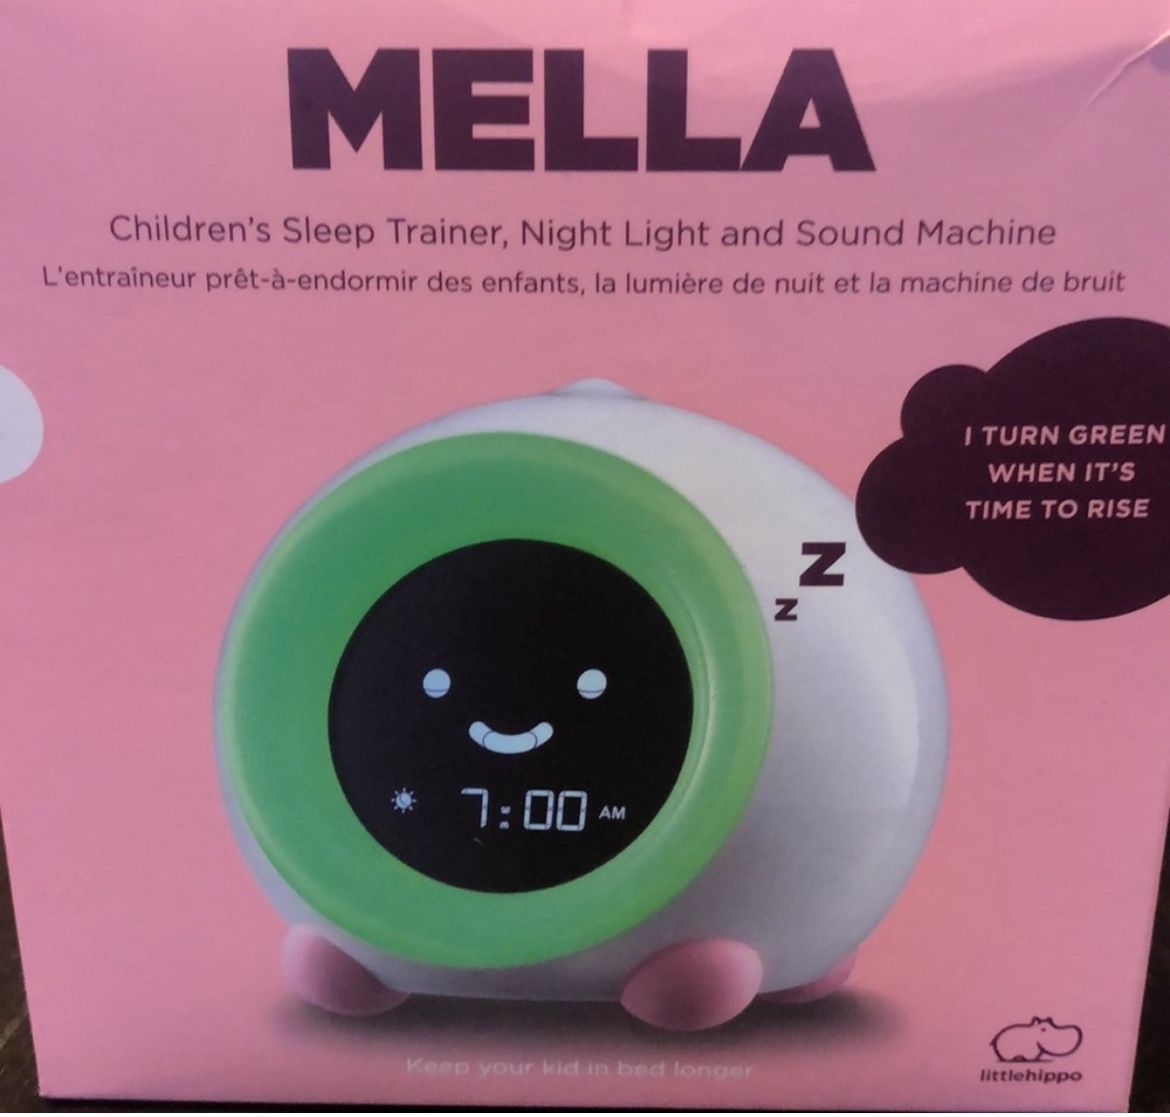 MELLA
Children's Sleep Trainer, Night Light and Sound Machine
L'entraîneur prêt-à-endormir des enfants, la lumière de nuit et la machine de bruit
I TURN GREEN
WHEN IT'S
TIME TO RISE
Z
z
7:00 AM
Keep your kid in bed longer
littlehippo